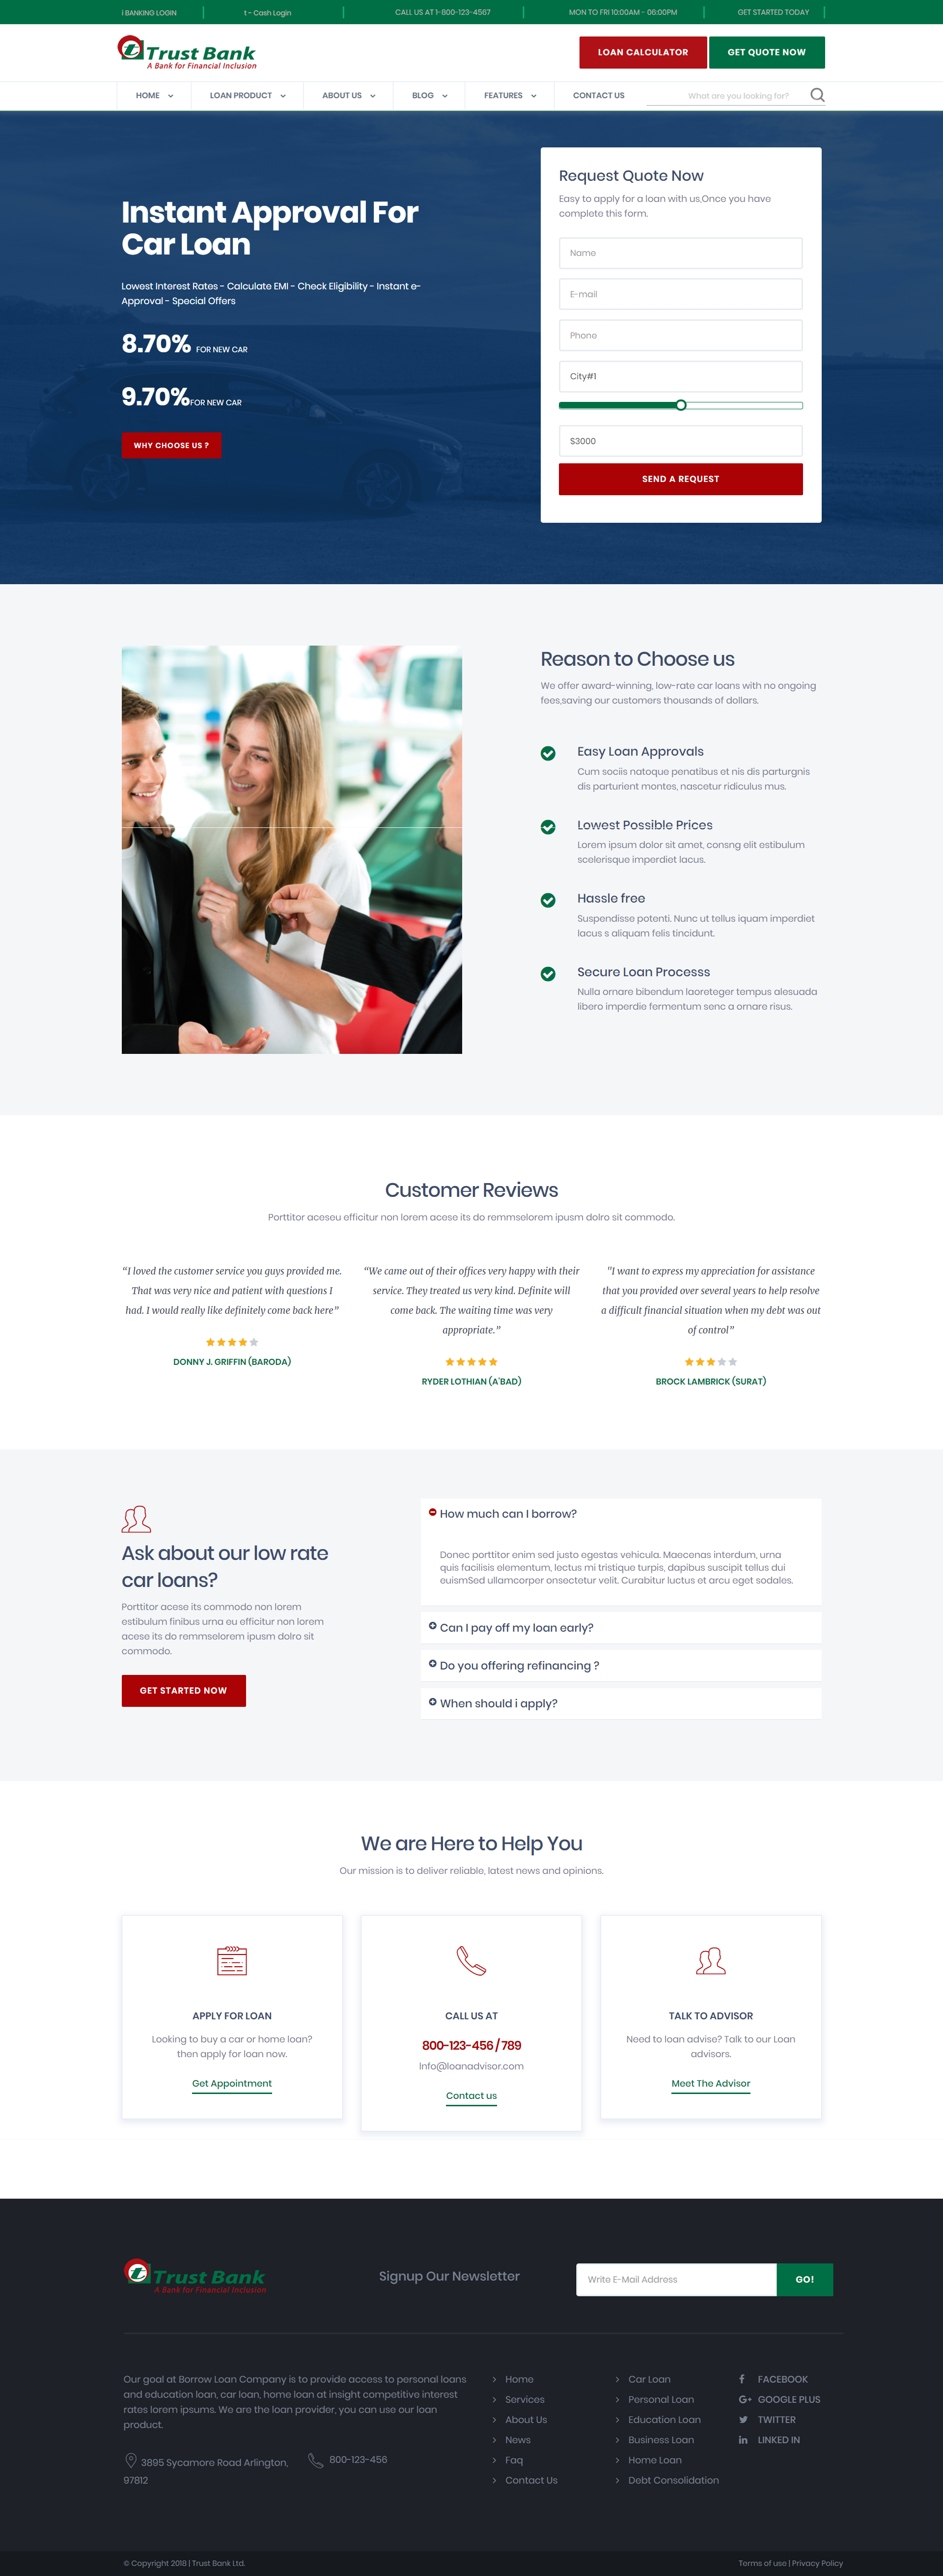 i BANKING LOGIN
t - Cash Login
CALL US AT 1-800-123-4567
MON TO FRI 10:00AM - 06:00PM
GET STARTED TODAY
Trust Bank
A Bank for Financial Inclusion
LOAN CALCULATOR
GET QUOTE NOW
HOME
LOAN PRODUCT
ABOUT US
BLOG
FEATURES
CONTACT US
What are you looking for?
Instant Approval For
Car Loan
Lowest Interest Rates - Calculate EMI - Check Eligibility - Instant e-
Approval - Special Offers
8.70% FOR NEW CAR
9.70% FOR NEW CAR
WHY CHOOSE US ?
Request Quote Now
Easy to apply for a loan with us,Once you have
complete this form.
Name
E-mail
Phone
City#1
$3000
SEND A REQUEST
Reason to Choose us
We offer award-winning, low-rate car loans with no ongoing
fees,saving our customers thousands of dollars.
Easy Loan Approvals
Cum sociis natoque penatibus et nis dis parturgnis
dis parturient montes, nascetur ridiculus mus.
Lowest Possible Prices
Lorem ipsum dolor sit amet, consng elit estibulum
scelerisque imperdiet lacus.
Hassle free
Suspendisse potenti. Nunc ut tellus iquam imperdiet
lacus s aliquam felis tincidunt.
Secure Loan Processs
Nulla ornare bibendum laoreteger tempus alesuada
libero imperdie fermentum senc a ornare risus.
Customer Reviews
Porttitor aceseu efficitur non lorem acese its do remmselorem ipusm dolro sit commodo.
“I loved the customer service you guys provided me.
That was very nice and patient with questions I
had. I would really like definitely come back here”
DONNY J. GRIFFIN (BARODA)
“We came out of their offices very happy with their
service. They treated us very kind. Definite will
come back. The waiting time was very
appropriate.”
RYDER LOTHIAN (A'BAD)
"I want to express my appreciation for assistance
that you provided over several years to help resolve
a difficult financial situation when my debt was out
of control”
BROCK LAMBRICK (SURAT)
Ask about our low rate
car loans?
Porttitor acese its commodo non lorem
estibulum finibus urna eu efficitur non lorem
acese its do remmselorem ipusm dolro sit
commodo.
GET STARTED NOW
How much can I borrow?
Donec porttitor enim sed justo egestas vehicula. Maecenas interdum, urna
quis facilisis elementum, lectus mi tristique turpis, dapibus suscipit tellus dui
euismSed ullamcorper onsectetur velit. Curabitur luctus et arcu eget sodales.
Can I pay off my loan early?
Do you offering refinancing ?
When should i apply?
We are Here to Help You
Our mission is to deliver reliable, latest news and opinions.
APPLY FOR LOAN
Looking to buy a car or home loan?
then apply for loan now.
Get Appointment
CALL US AT
800-123-456 / 789
Info@loanadvisor.com
Contact us
TALK TO ADVISOR
Need to loan advise? Talk to our Loan
advisors.
Meet The Advisor
Trust Bank
A Bank for Financial Inclusion
Signup Our Newsletter
Write E-Mail Address
GO!
Our goal at Borrow Loan Company is to provide access to personal loans
and education loan, car loan, home loan at insight competitive interest
rates lorem ipsums. We are the loan provider, you can use our loan
product.
3895 Sycamore Road Arlington,
97812
800-123-456
Home
Services
About Us
News
Faq
Contact Us
Car Loan
Personal Loan
Education Loan
Business Loan
Home Loan
Debt Consolidation
FACEBOOK
GOOGLE PLUS
TWITTER
LINKED IN
© Copyright 2018 | Trust Bank Ltd.
Terms of use | Privacy Policy